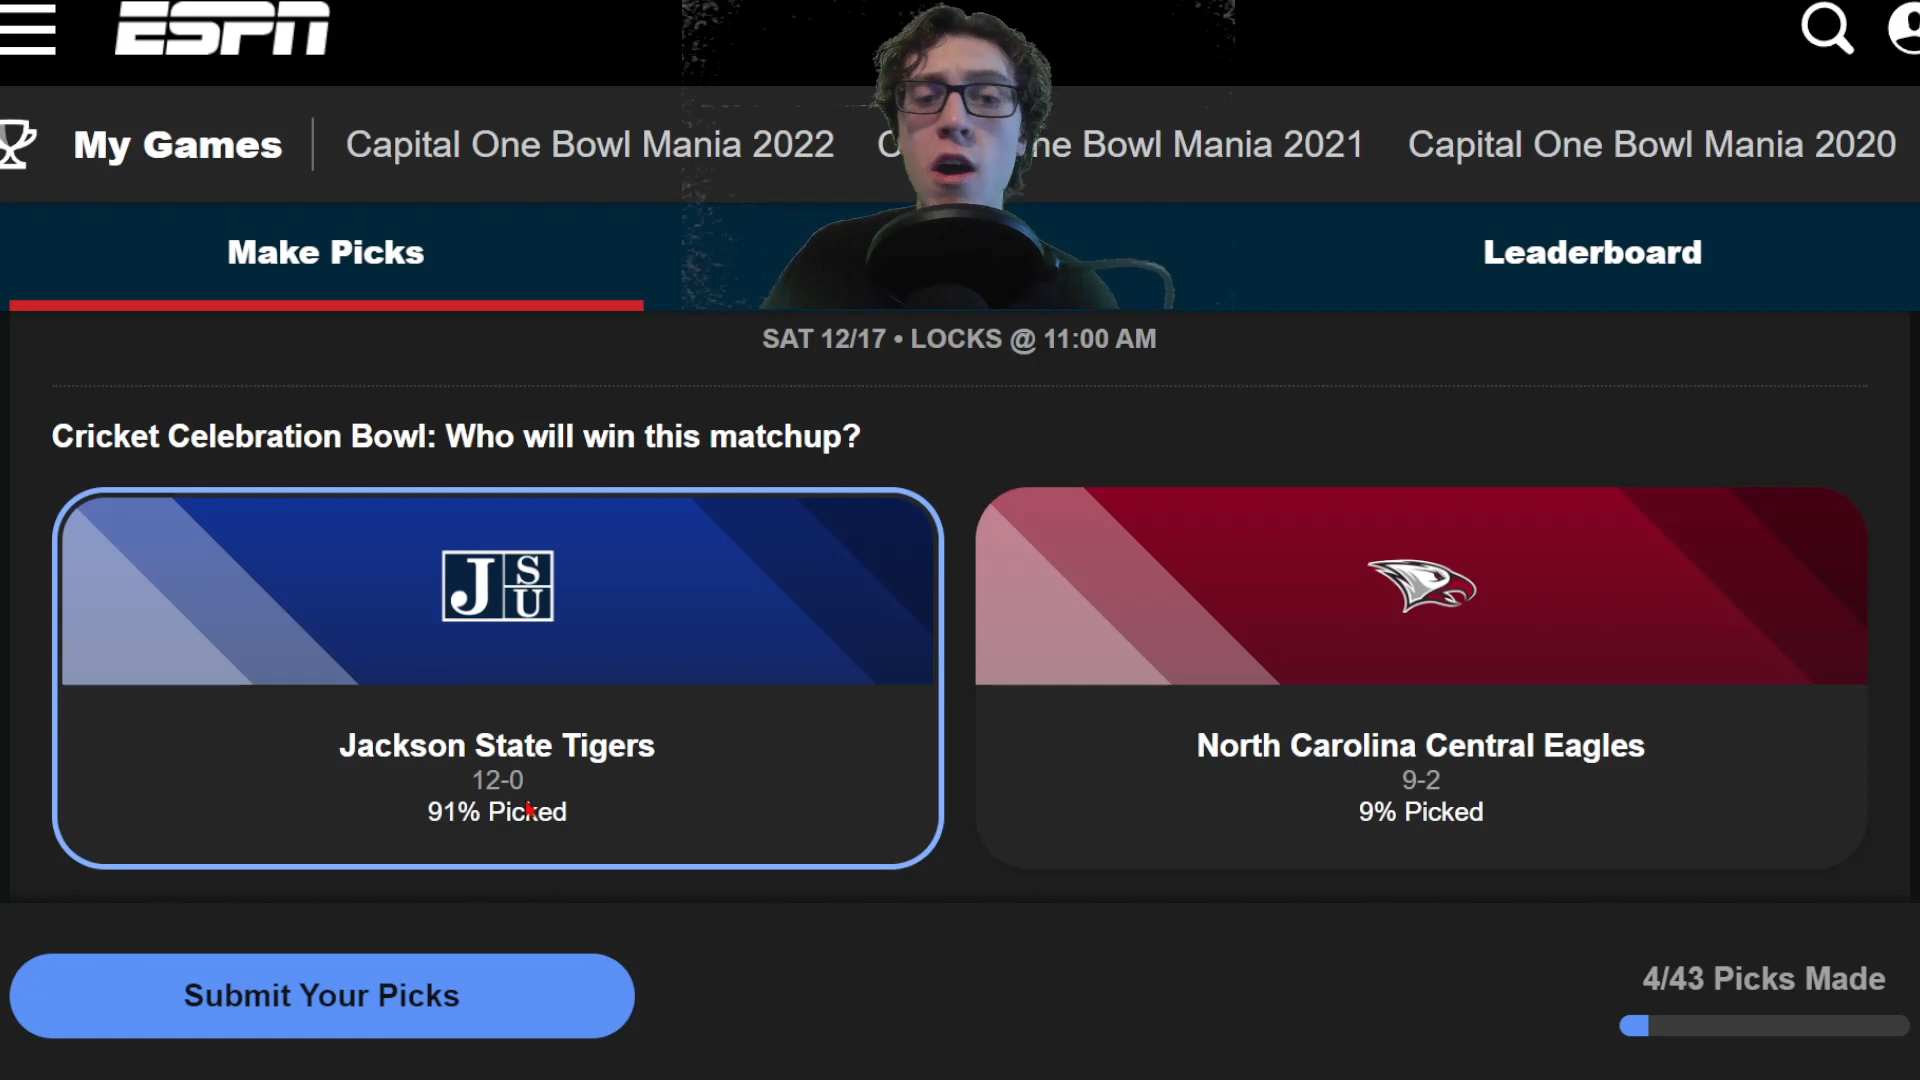 ESPN
My Games
Capital One Bowl Mania 2022
C
ne Bowl Mania 2021
Capital One Bowl Mania 2020
Make Picks
Leaderboard
SAT 12/17 • LOCKS @ 11:00 AM
Cricket Celebration Bowl: Who will win this matchup?
J S U
Jackson State Tigers
12-0
91% Picked
North Carolina Central Eagles
9-2
9% Picked
Submit Your Picks
4/43 Picks Made